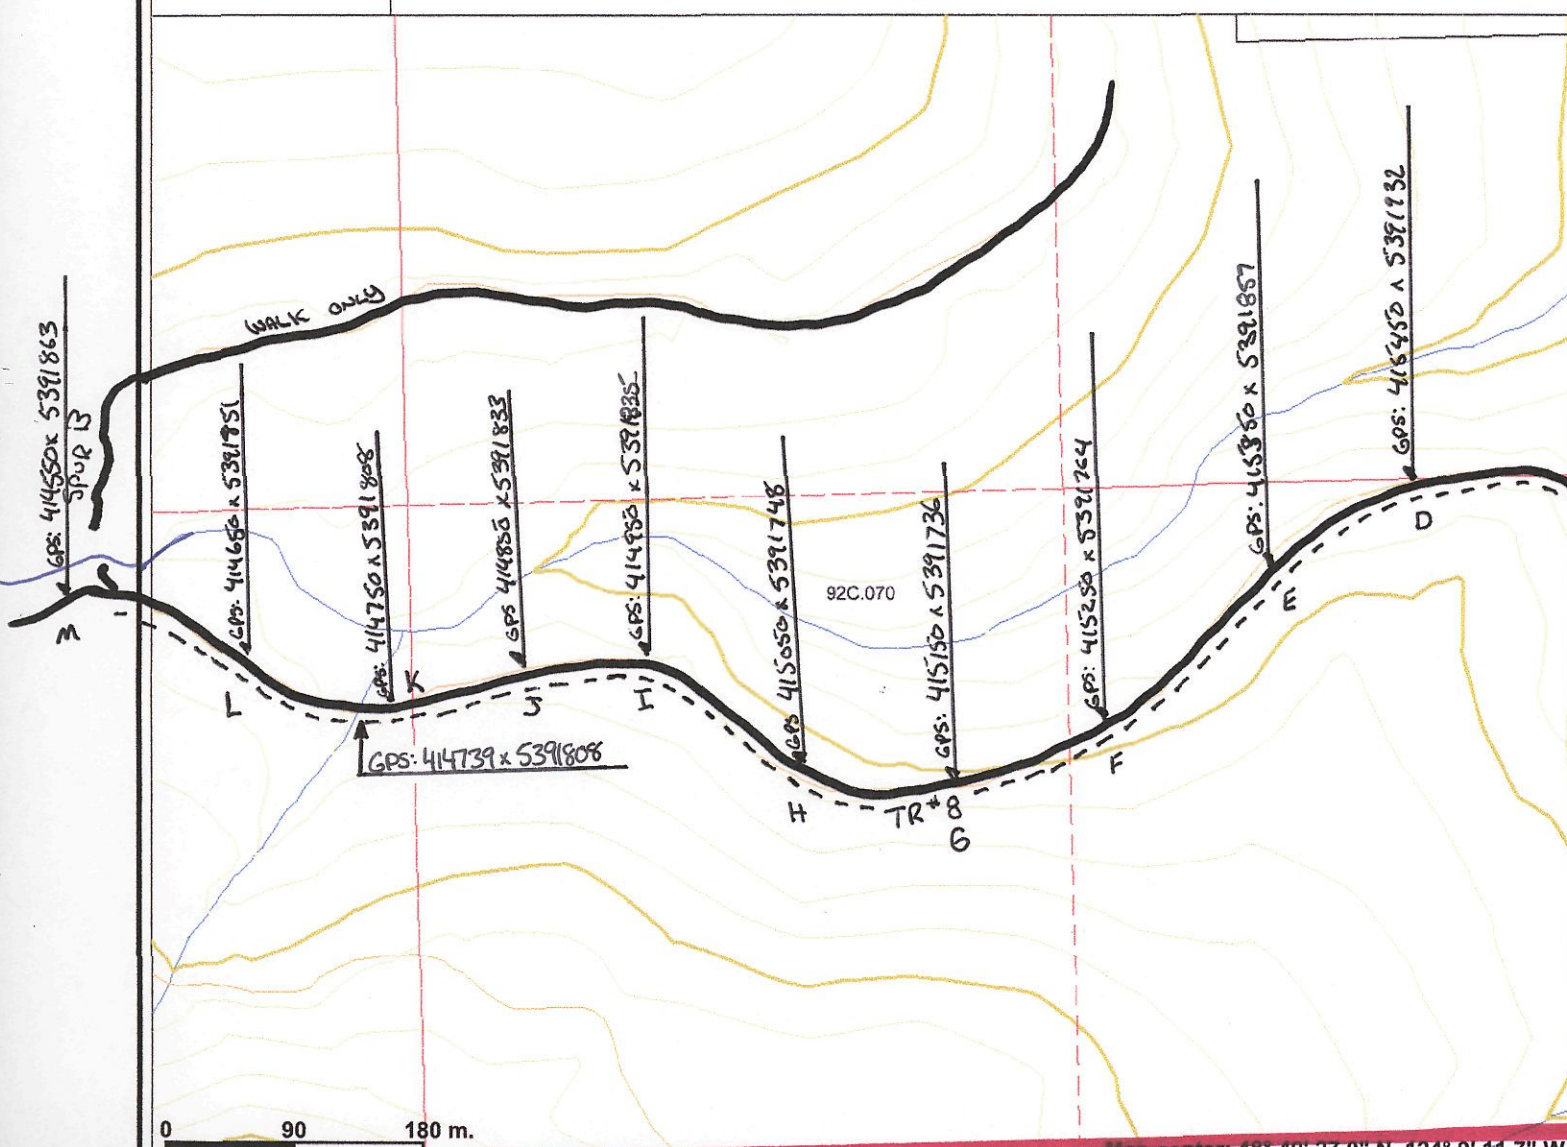 WALK ONLY
GPS: 414550 x 5391863
SPUR B
GPS: 414650 x 5391851
GPS: 414750 x 5391808
GPS 414850 x 5391833
GPS: 414950 x 5391835
GPS 415050 x 5391748
GPS: 415150 x 5391736
GPS: 415250 x 5391764
GPS: 415350 x 5391857
GPS: 415450 x 5391932
92C.070
M
L
K
J
I
H
TR #8
G
F
E
D
GPS: 414739 x 5391808
0 90 180 m.